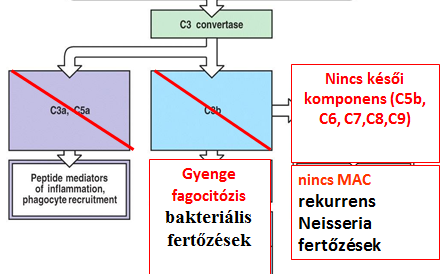 C3 convertase
C3a, C5a
C3b
Nincs késői
komponens (C5b,
C6, C7,C8,C9)
Peptide mediators
of inflammation,
phagocyte recruitment
Gyenge
fagocitózis
bakteriális
fertőzések
nincs MAC
rekurrens
Neisseria
fertőzések